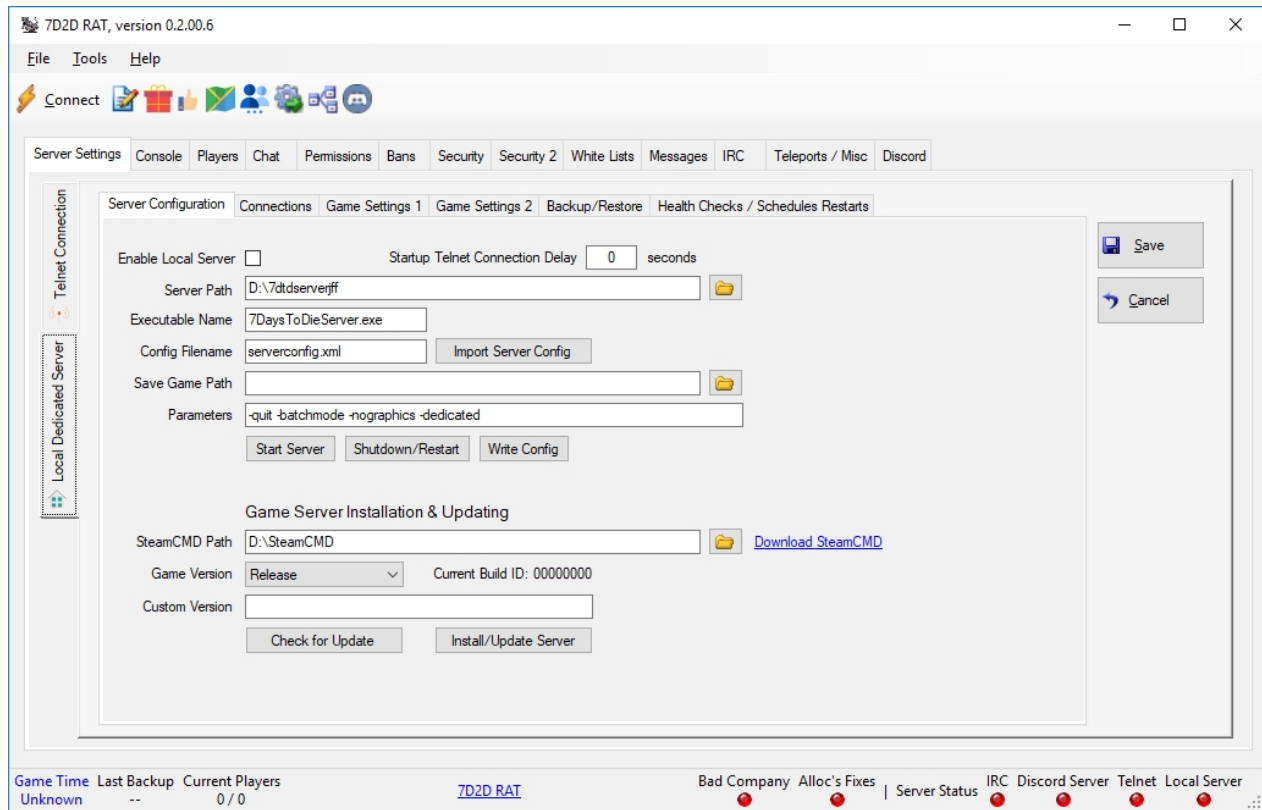 7D2D RAT, version 0.2.00.6
File Tools Help
Connect
Server Settings Console Players Chat Permissions Bans Security Security 2 White Lists Messages IRC Teleports / Misc Discord
Telnet Connection
Local Dedicated Server
Server Configuration Connections Game Settings 1 Game Settings 2 Backup/Restore Health Checks / Schedules Restarts
Enable Local Server Startup Telnet Connection Delay 0 seconds
Server Path D:\7dtdserverjff
Executable Name 7DaysToDieServer.exe
Config Filename serverconfig.xml Import Server Config
Save Game Path
Parameters -quit -batchmode -nographics -dedicated
Start Server Shutdown/Restart Write Config
Game Server Installation & Updating
SteamCMD Path D:\SteamCMD Download SteamCMD
Game Version Release Current Build ID: 00000000
Custom Version
Check for Update Install/Update Server
Save
Cancel
Game Time Last Backup Current Players Bad Company Alloc's Fixes | Server Status IRC Discord Server Telnet Local Server
Unknown -- 0 / 0 7D2D RAT